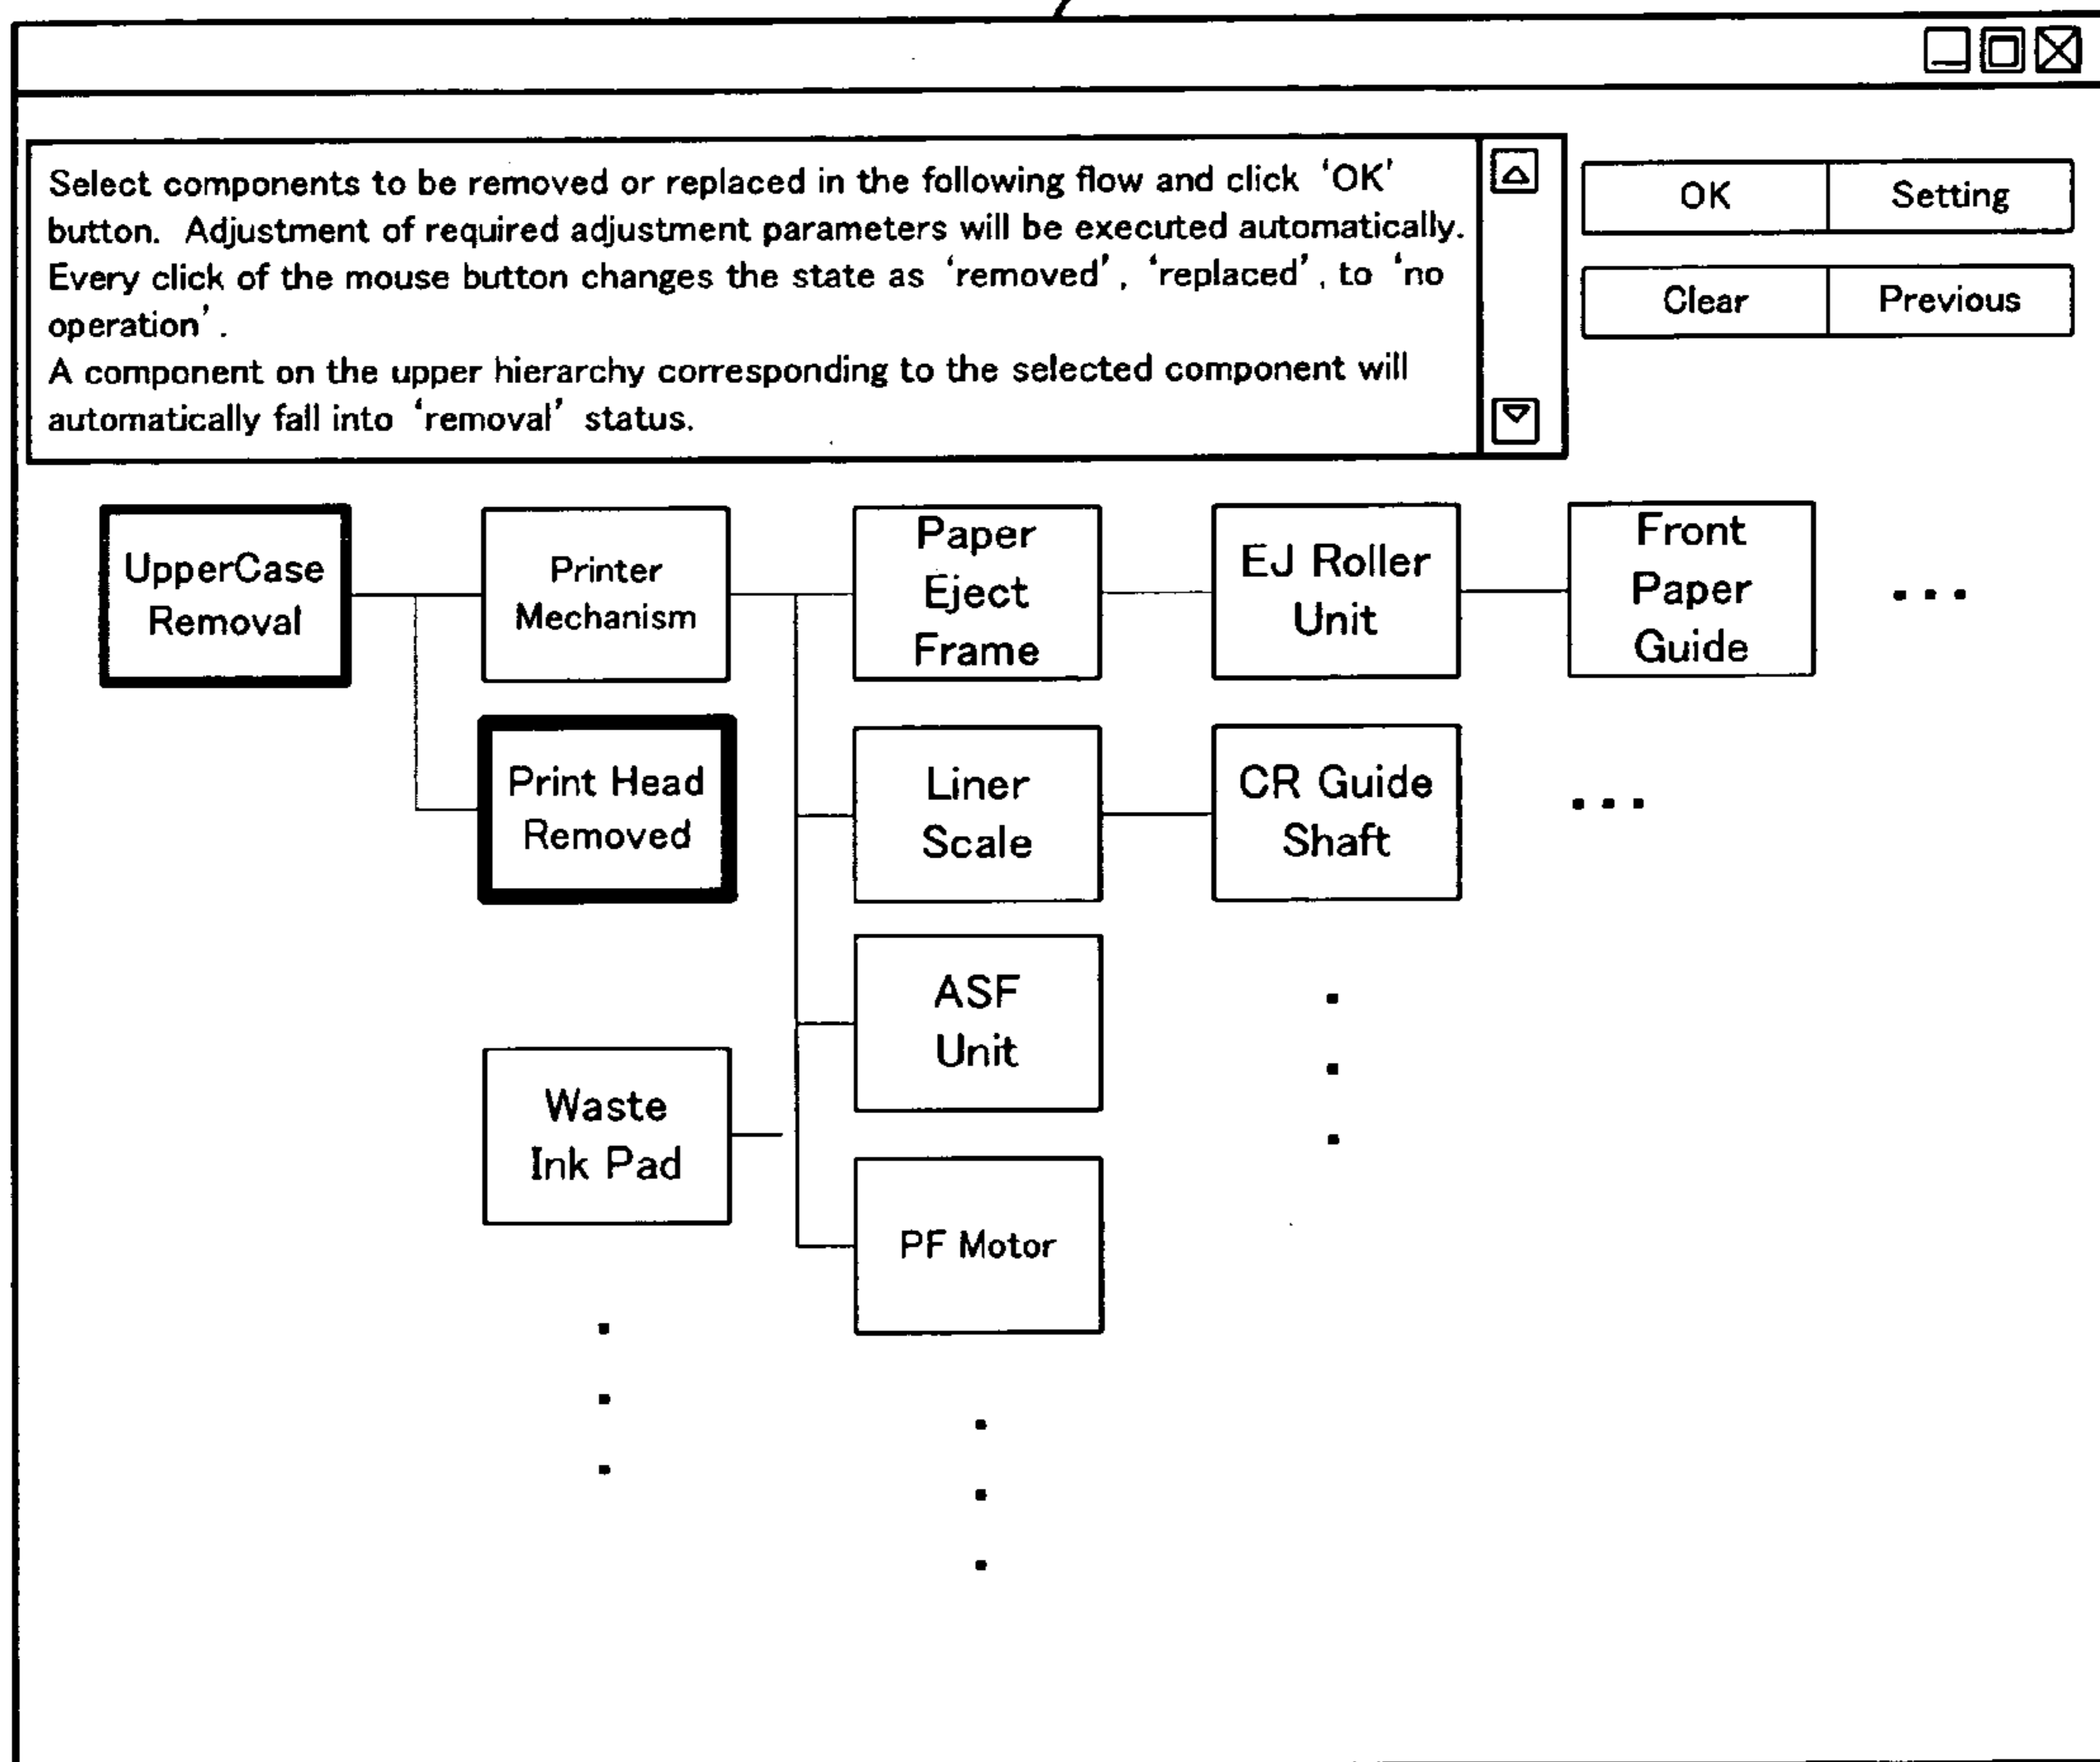 Select components to be removed or replaced in the following flow and click ‘OK’
button. Adjustment of required adjustment parameters will be executed automatically.
Every click of the mouse button changes the state as ‘removed’, ‘replaced’, to ‘no
operation’.
A component on the upper hierarchy corresponding to the selected component will
automatically fall into ‘removal’ status.
OK
Setting
Clear
Previous
UpperCase
Removal
Printer
Mechanism
Paper
Eject
Frame
EJ Roller
Unit
Front
Paper
Guide
...
Print Head
Removed
Liner
Scale
CR Guide
Shaft
...
ASF
Unit
Waste
Ink Pad
PF Motor